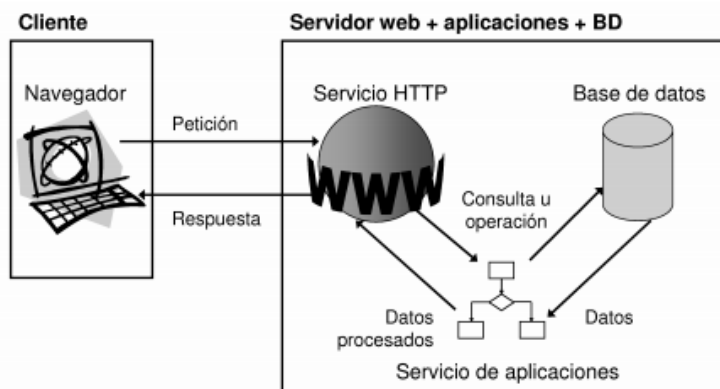 Cliente
Servidor web + aplicaciones + BD
Navegador
Servicio HTTP
Base de datos
Petición
WWW
Respuesta
Consulta u
operación
Datos
procesados
Datos
Servicio de aplicaciones